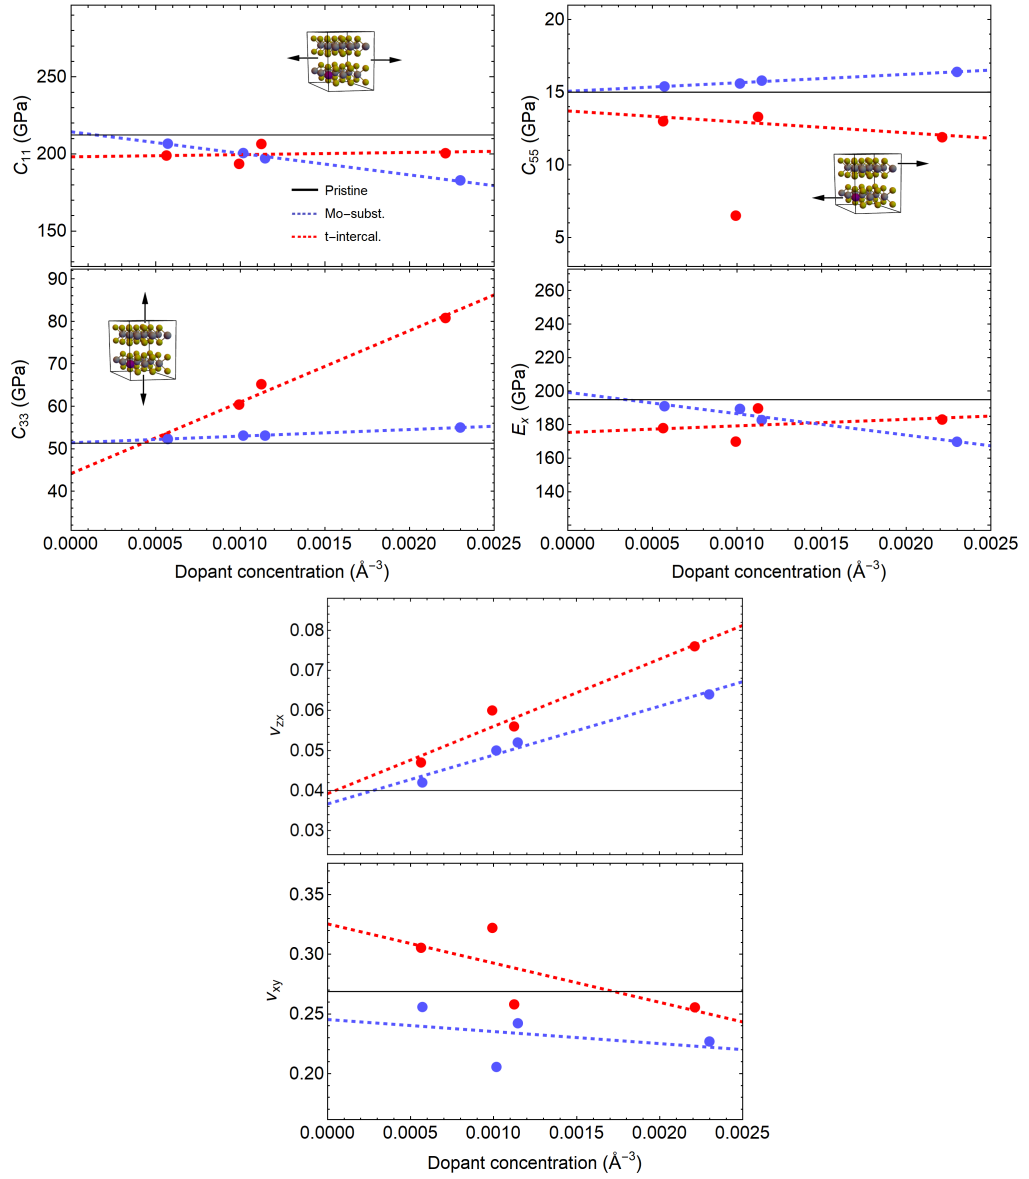 250
200
150
C11 (GPa)
Pristine
Mo-subst.
t-intercal.
20
15
10
5
C55 (GPa)
90
80
70
60
50
40
C33 (GPa)
0.0000 0.0005 0.0010 0.0015 0.0020 0.0025
Dopant concentration (Å−3)
260
240
220
200
180
160
140
Ex (GPa)
0.0000 0.0005 0.0010 0.0015 0.0020 0.0025
Dopant concentration (Å−3)
0.08
0.07
0.06
0.05
0.04
0.03
νzx
0.35
0.30
0.25
0.20
νxy
0.0000 0.0005 0.0010 0.0015 0.0020 0.0025
Dopant concentration (Å−3)